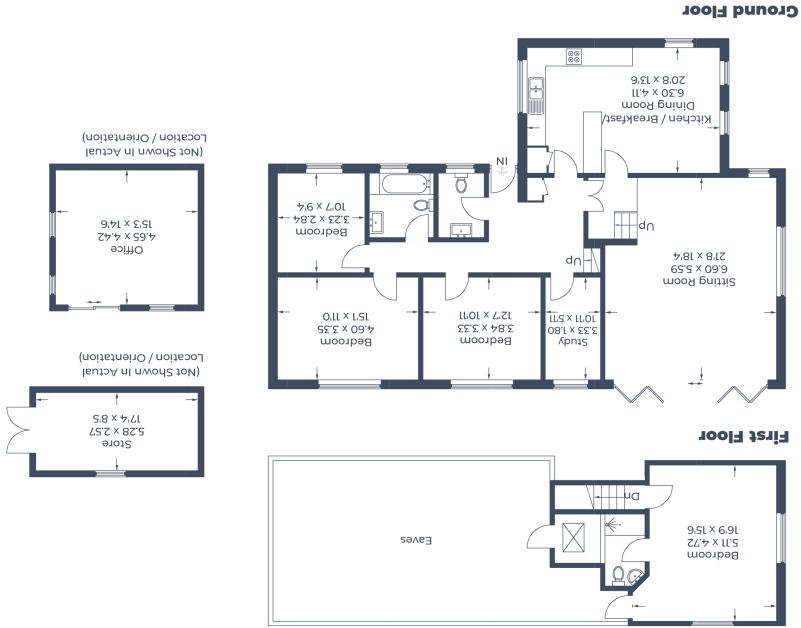 First Floor
Bedroom
5.11 x 4.72
16'9 x 15'6
Dn
Eaves
Store
5.28 x 2.57
17'4 x 8'5
(Not Shown In Actual
Location / Orientation)
Sitting Room
6.60 x 5.59
21'8 x 18'4
Study
3.33 x 1.80
10'11 x 5'11
Bedroom
3.84 x 3.33
12'7 x 10'11
Bedroom
4.60 x 3.35
15'1 x 11'0
Up
Up
Bedroom
3.23 x 2.84
10'7 x 9'4
Office
4.65 x 4.42
15'3 x 14'6
(Not Shown In Actual
Location / Orientation)
IN
Kitchen / Breakfast/
Dining Room
6.30 x 4.11
20'8 x 13'6
Ground Floor